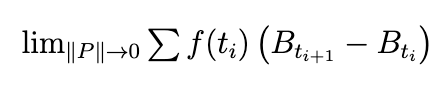 lim_{‖P‖→0} ∑ f(t_i) (B_{t_{i+1}} − B_{t_i})